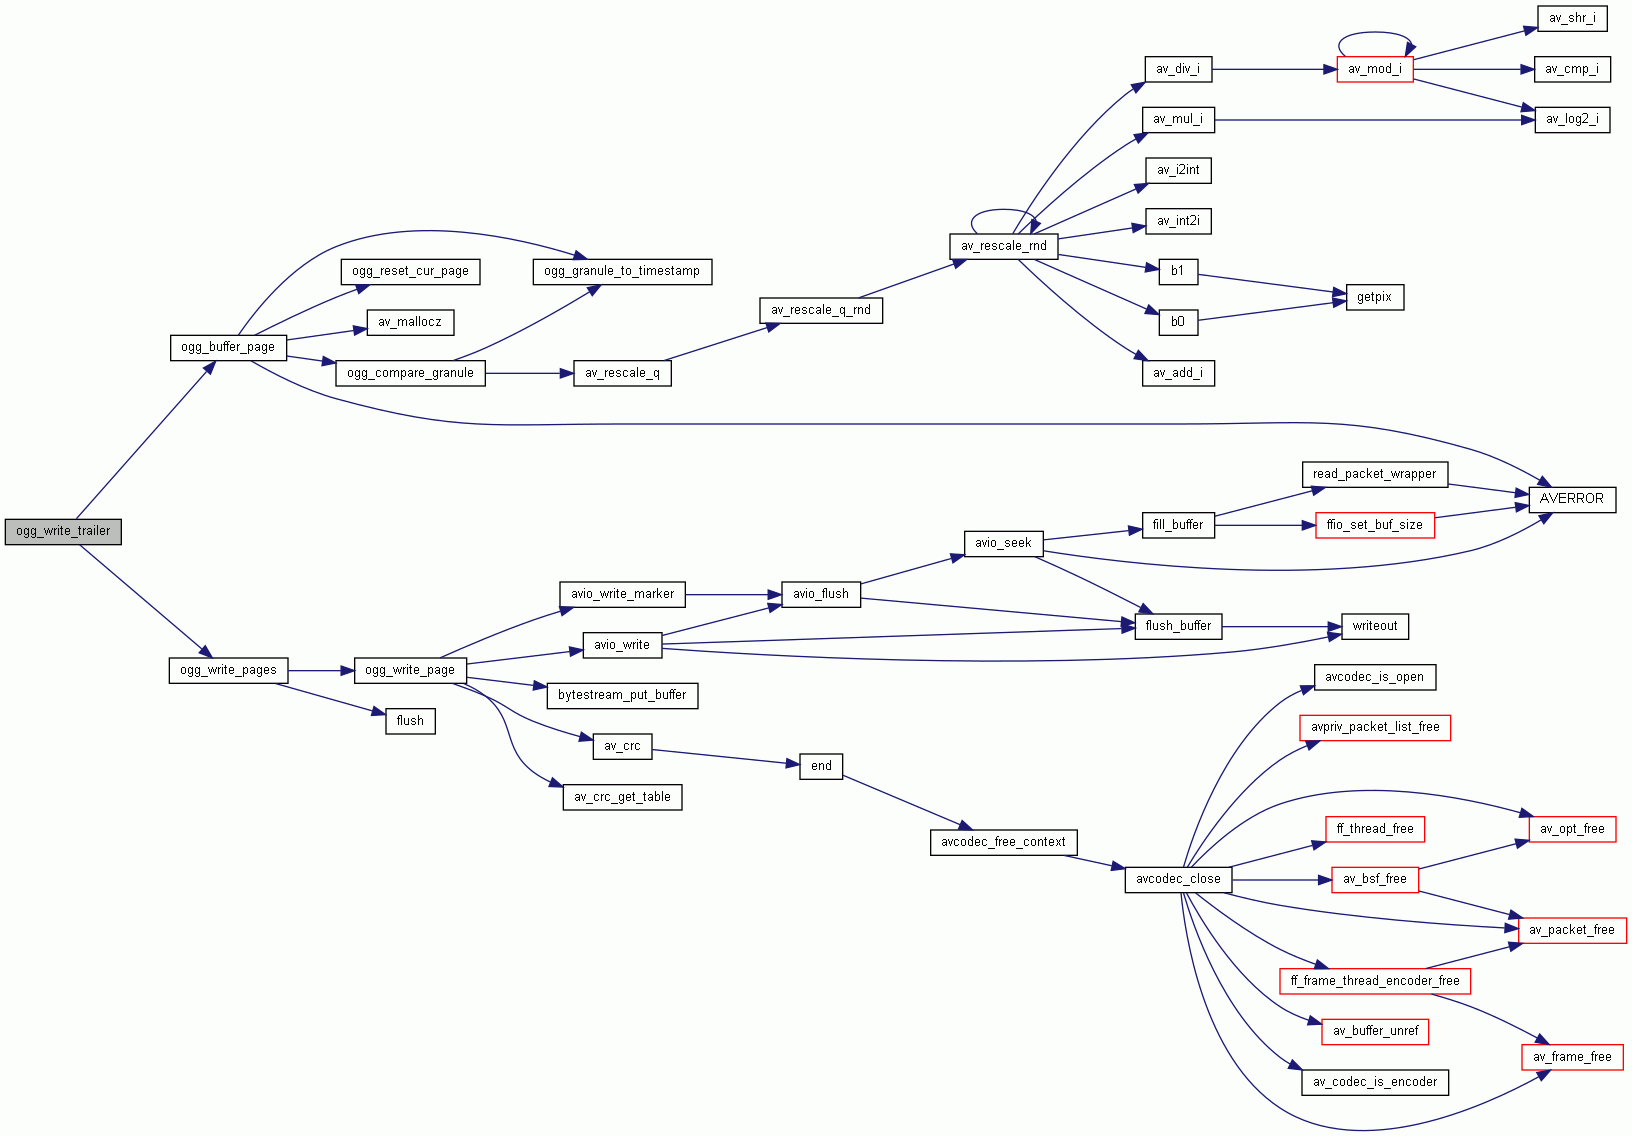 av_shr_i
av_div_i
av_mod_i
av_cmp_i
av_mul_i
av_log2_i
av_i2int
av_int2i
av_rescale_rnd
ogg_reset_cur_page
ogg_granule_to_timestamp
b1
getpix
av_rescale_q_rnd
av_mallocz
b0
ogg_buffer_page
ogg_compare_granule
av_rescale_q
av_add_i
read_packet_wrapper
AVERROR
ogg_write_trailer
fill_buffer
ffio_set_buf_size
avio_seek
avio_write_marker
avio_flush
flush_buffer
writeout
avio_write
ogg_write_pages
ogg_write_page
avcodec_is_open
bytestream_put_buffer
flush
avpriv_packet_list_free
av_crc
end
av_crc_get_table
ff_thread_free
av_opt_free
avcodec_free_context
avcodec_close
av_bsf_free
av_packet_free
ff_frame_thread_encoder_free
av_buffer_unref
av_frame_free
av_codec_is_encoder